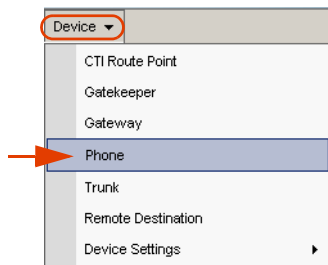 Device
CTI Route Point
Gatekeeper
Gateway
Phone
Trunk
Remote Destination
Device Settings